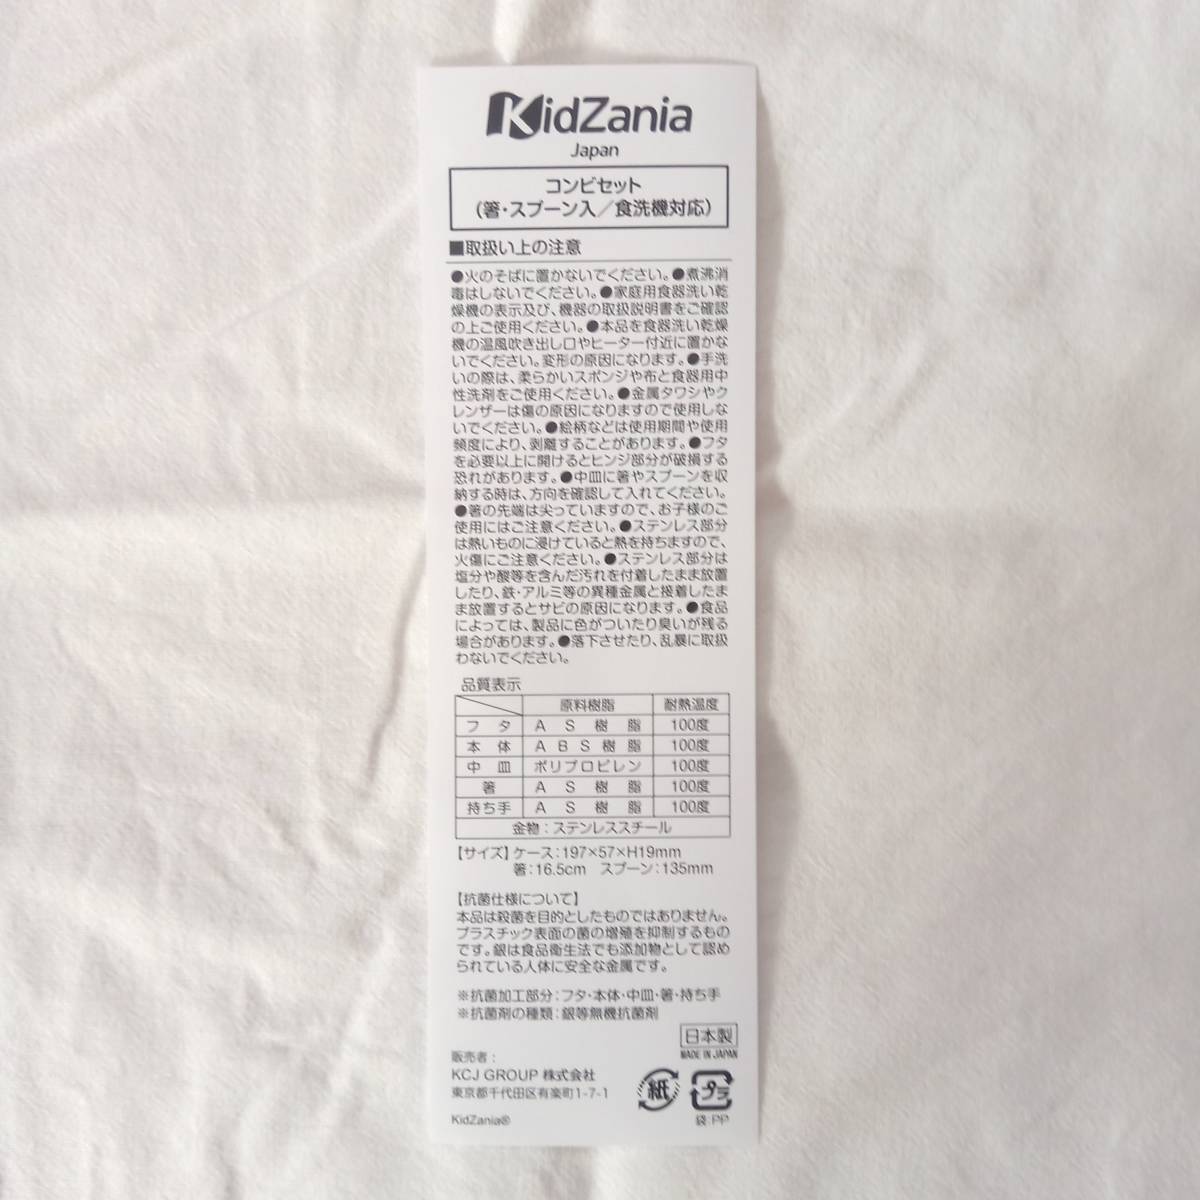 KidZania
Japan
コンビセット
(箸・スプーン入/食洗機対応)
■取扱い上の注意
●火のそばに置かないでください。●煮沸消
毒はしないでください。●家庭用食器洗い乾
燥機の表示及び、機器の取扱説明書をご確認
の上ご使用ください。●本品を食器洗い乾燥
機の温風吹き出し口やヒーター付近に置かな
いでください。変形の原因になります。●手洗
いの際は、柔らかいスポンジや布と食器用中
性洗剤をご使用ください。●金属タワシやク
レンザーは傷の原因になりますので使用しな
いでください。●絵柄などは使用期間や使用
頻度により、剥離することがあります。●フタ
を必要以上に開けるとヒンジ部分が破損する
恐れがあります。●中皿に箸やスプーンを収
納する時は、方向を確認して入れてください。
●箸の先端は尖っていますので、お子様のご
使用にはご注意ください。●ステンレス部分
は熱いものに浸けていると熱を持ちますので、
火傷にご注意ください。●ステンレス部分は
塩分や酸等を含んだ汚れを付着したまま放置
したり、鉄・アルミ等の異種金属と接着したま
ま放置するとサビの原因になります。●食品
によっては、製品に色がついたり臭いが残る
場合があります。●落下させたり、乱暴に取扱
わないでください。
品質表示
原料樹脂 耐熱温度
フタ AS樹脂 100度
本体 ABS樹脂 100度
中皿 ポリプロピレン 100度
箸 AS樹脂 100度
持ち手 AS樹脂 100度
金物：ステンレススチール
【サイズ】ケース：197×57×H19mm
箸：16.5cm スプーン：135mm
【抗菌仕様について】
本品は殺菌を目的としたものではありません。
プラスチック表面の菌の増殖を抑制するもの
です。銀は食品衛生法でも添加物として認め
られている人体に安全な金属です。
※抗菌加工部分：フタ・本体・中皿・箸・持ち手
※抗菌剤の種類：銀等無機抗菌剤
日本製
MADE IN JAPAN
販売者：
KCJ GROUP 株式会社
東京都千代田区有楽町1-7-1
KidZania®
紙
プラ
袋:PP